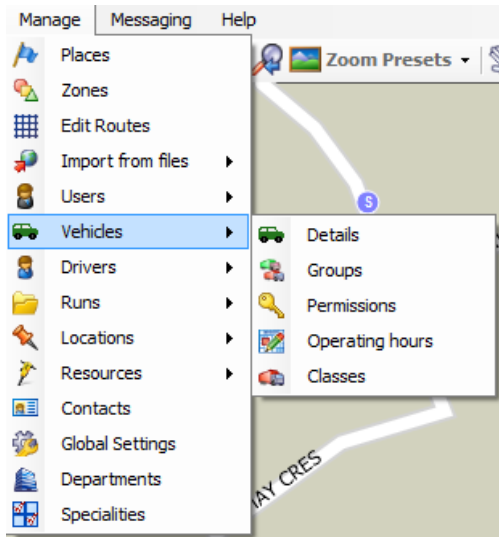 Manage Messaging Help
Places
Zoom Presets
Zones
Edit Routes
Import from files
Users
S
Vehicles
Details
Drivers
Groups
Runs
Permissions
Locations
Operating hours
Resources
Classes
Contacts
Global Settings
Departments
CRES
Specialities